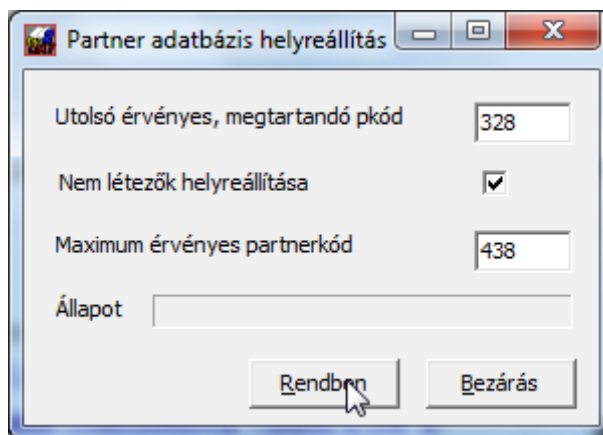 Partner adatbázis helyreállítás
Utolsó érvényes, megtartandó pkód 328
Nem létezők helyreállítása
Maximum érvényes partnerkód 438
Állapot
Rendben Bezárás